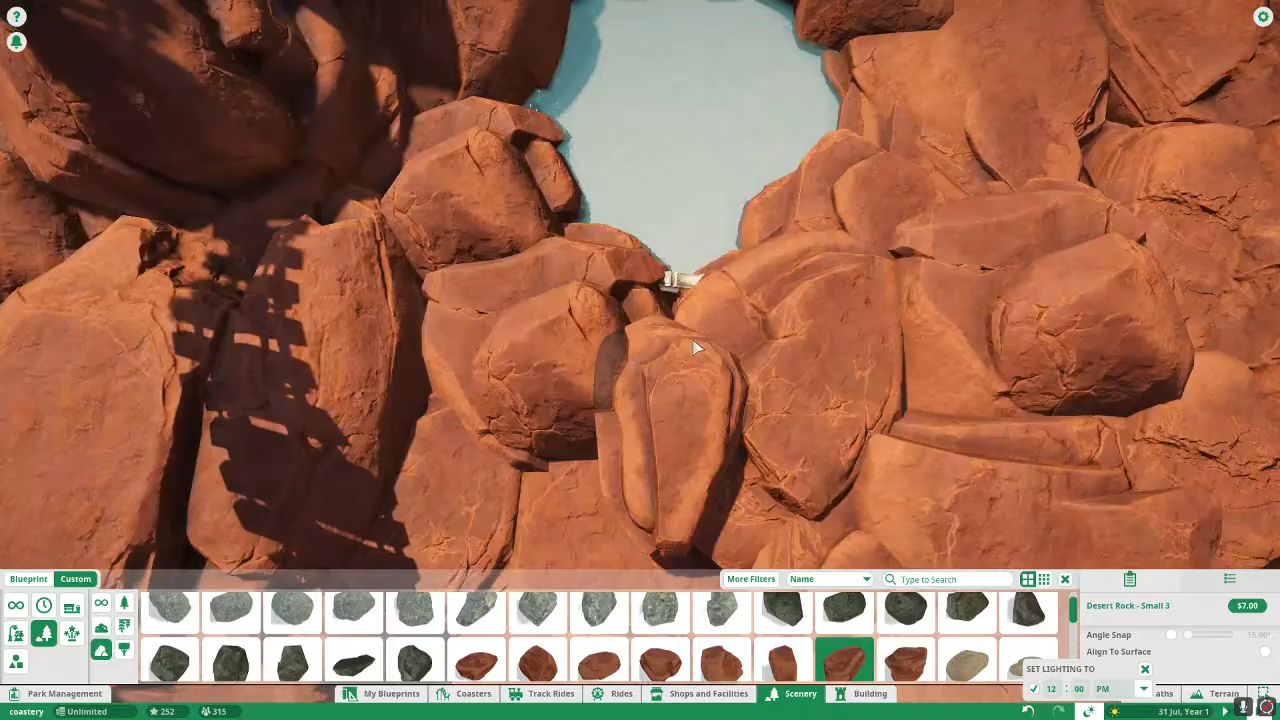 ?
Blueprint Custom More Filters Name Type to Search
Desert Rock - Small 3 $7.00
Angle Snap 15.00°
Align To Surface
SET LIGHTING TO
12 : 00 PM
Park Management My Blueprints Coasters Track Rides Rides Shops and Facilities Scenery Building Terrain
coastery Unlimited 252 315 31 Jul, Year 1